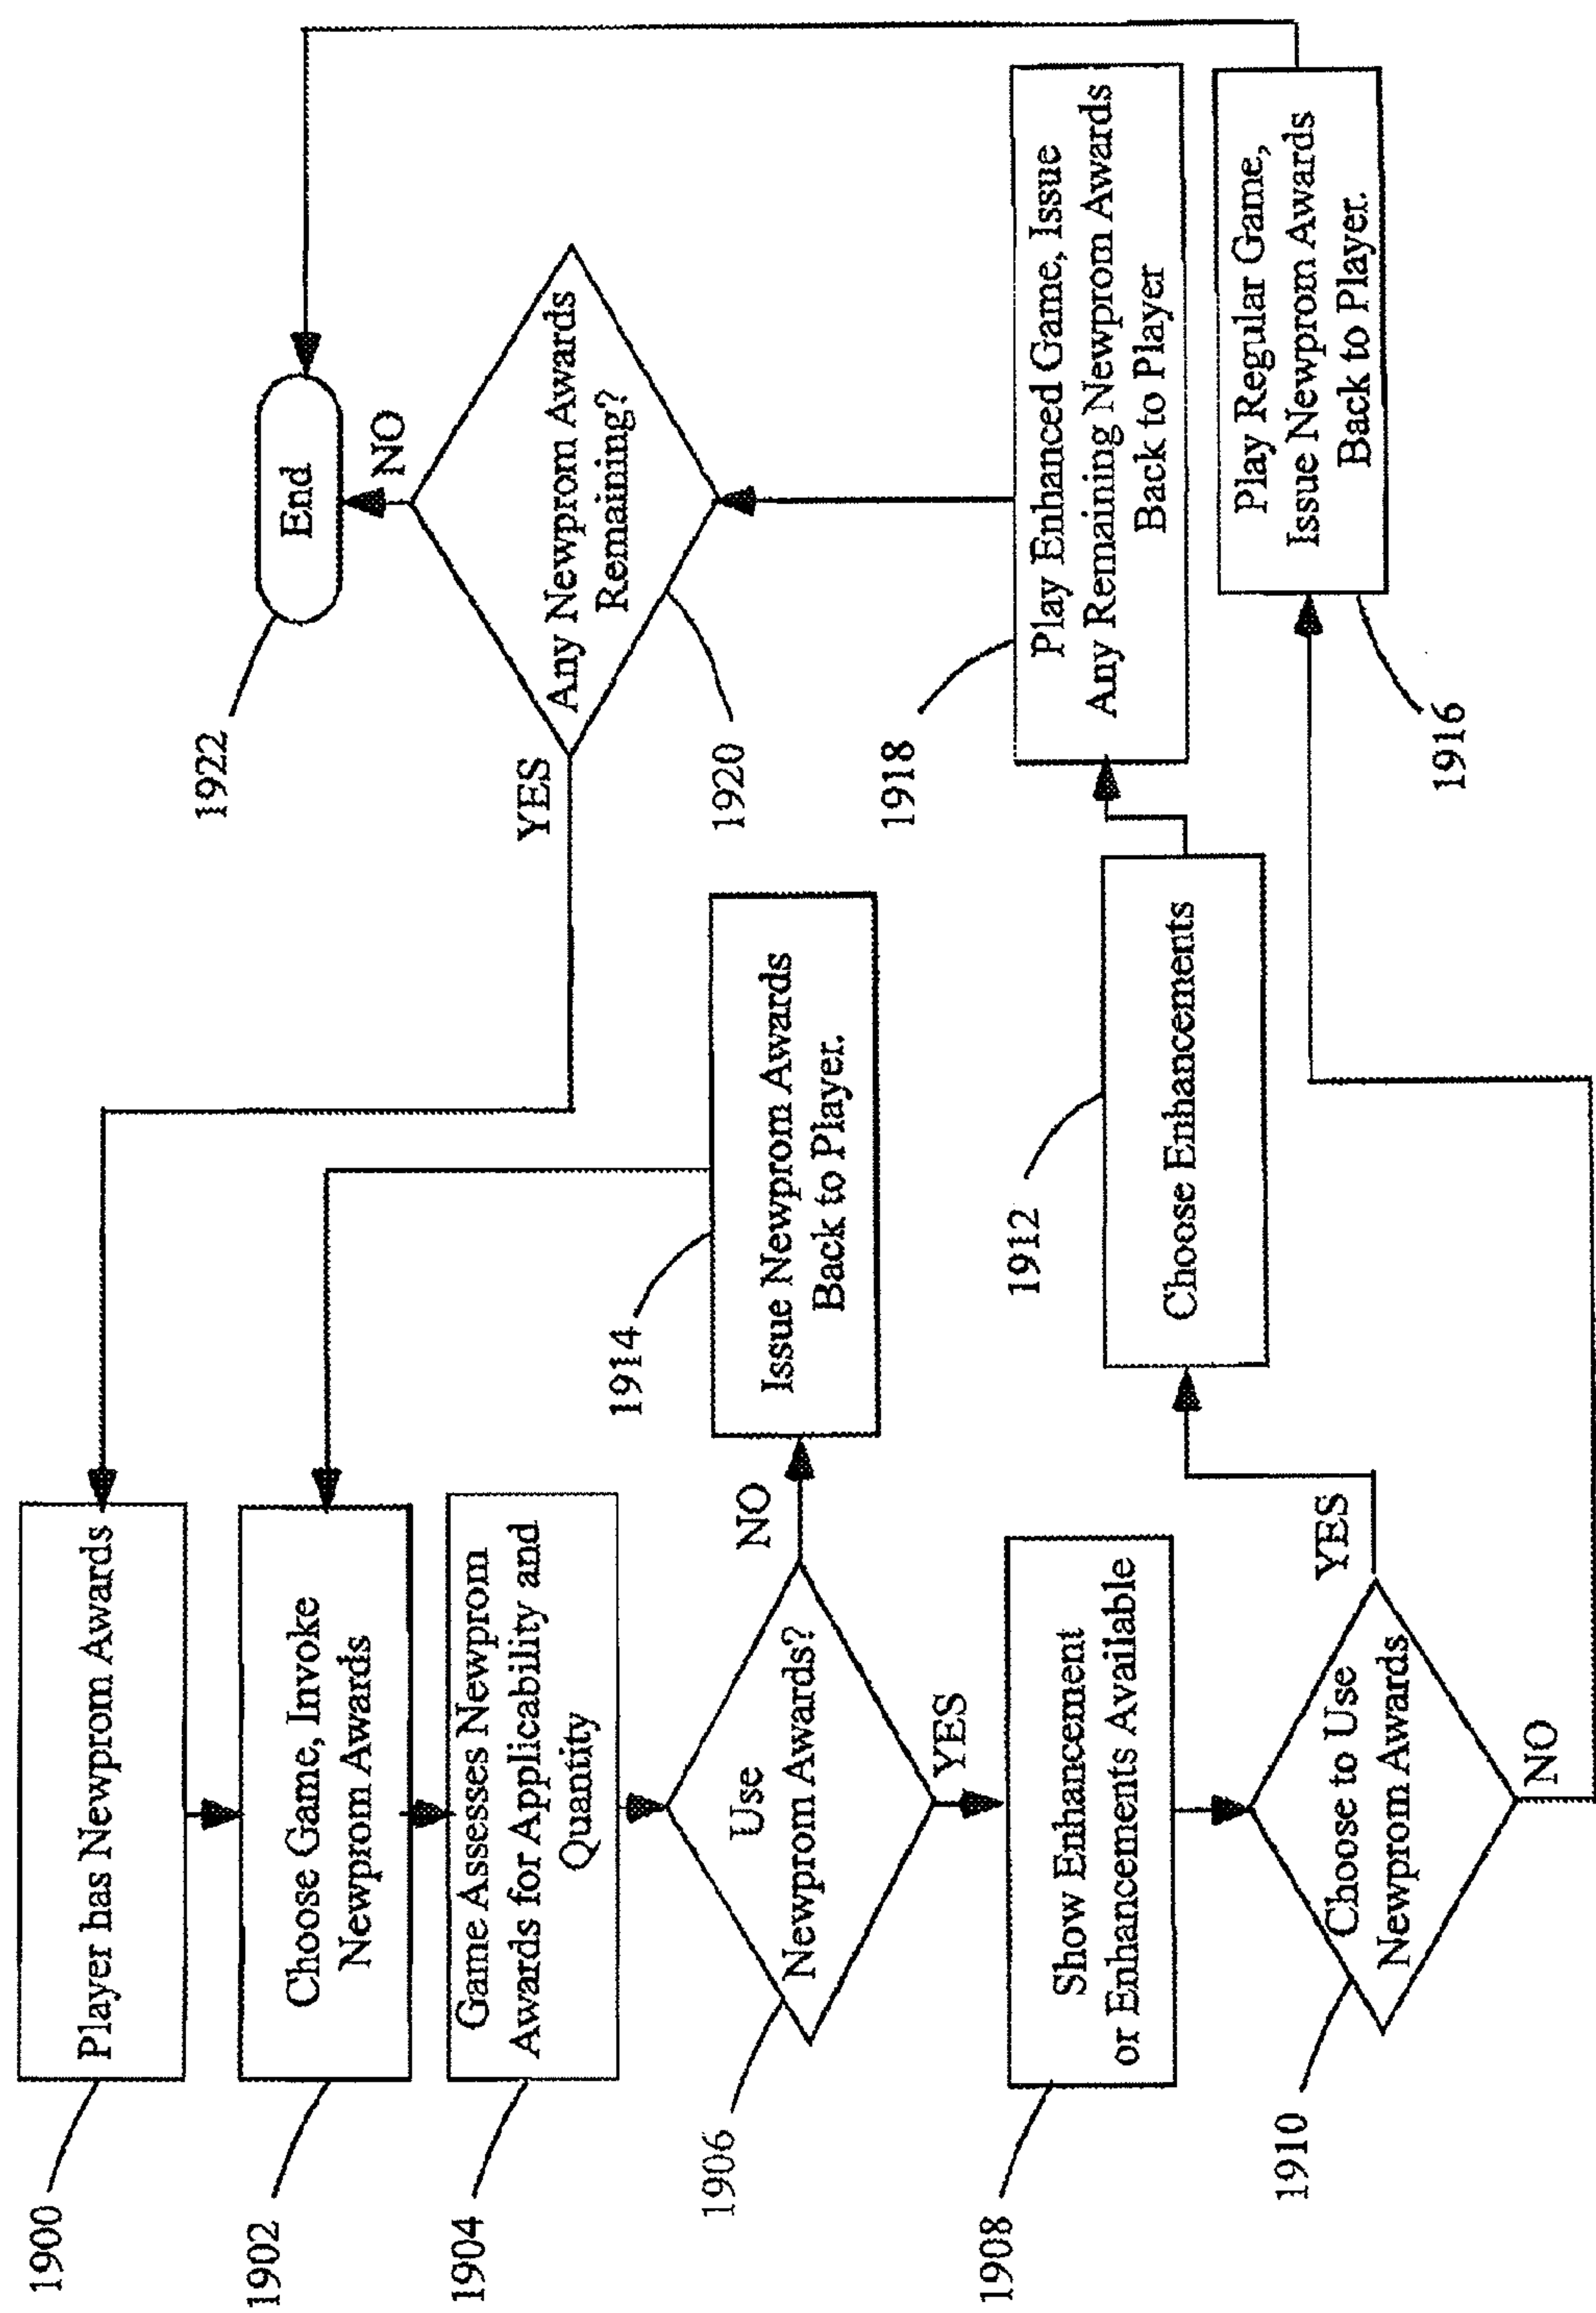 1900
Player has Newprom Awards
1902
Choose Game, Invoke
Newprom Awards
1904
Game Assesses Newprom
Awards for Applicability and
Quantity
1906
Use
Newprom Awards?
NO
YES
1914
Issue Newprom Awards
Back to Player.
1908
Show Enhancement
or Enhancements Available
1910
Choose to Use
Newprom Awards
YES
NO
1912
Choose Enhancements
1918
Play Enhanced Game, Issue
Any Remaining Newprom Awards
Back to Player
1916
Play Regular Game,
Issue Newprom Awards
Back to Player.
1920
Any Newprom Awards
Remaining?
YES
NO
1922
End